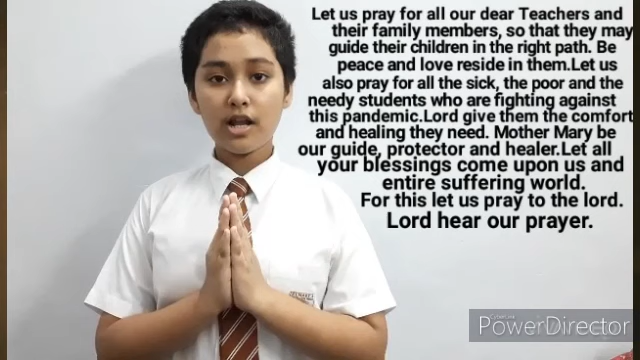 Let us pray for all our dear Teachers and
their family members, so that they may
guide their children in the right path. Be
peace and love reside in them.Let us
also pray for all the sick, the poor and the
needy students who are fighting against
this pandemic.Lord give them the comfort
and healing they need. Mother Mary be
our guide, protector and healer.Let all
your blessings come upon us and
entire suffering world.
For this let us pray to the lord.
Lord hear our prayer.
CyberLink
PowerDirector